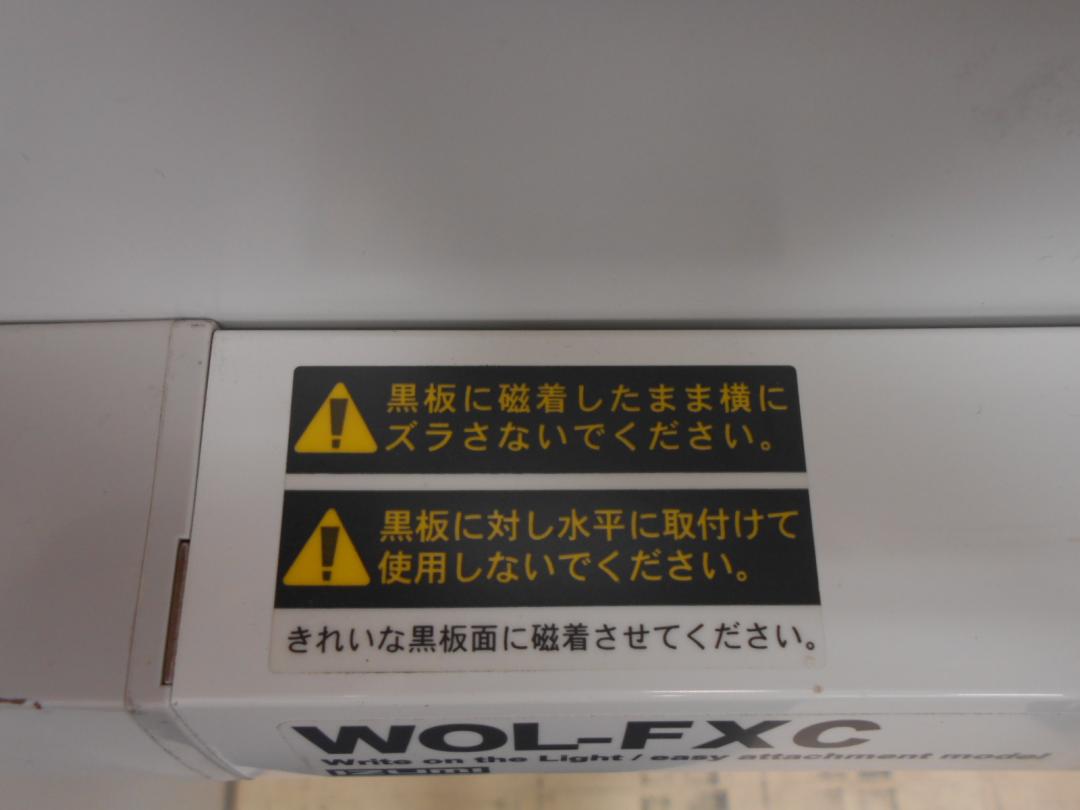 黒板に磁着したまま横に
ズラさないでください。
黒板に対し水平に取付けて
使用しないでください。
きれいな黒板面に磁着させてください。
WOL-FXC
Write on the Light / easy attachment model
IZUMI